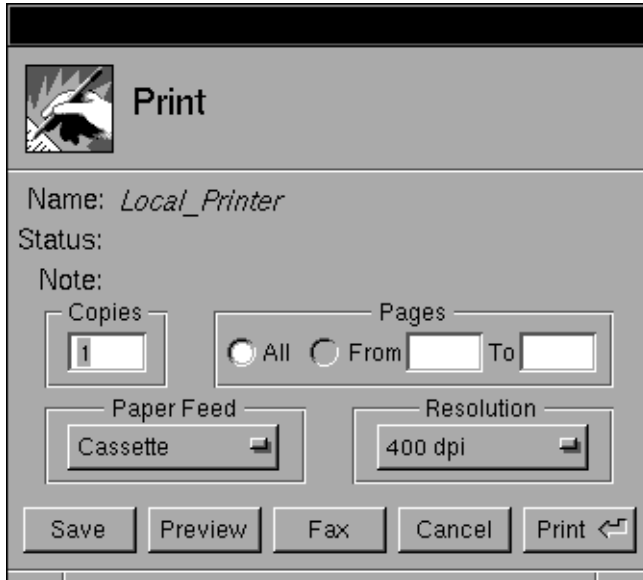 Print
Name: Local_Printer
Status:
Note:
Copies Pages
1 All From To
Paper Feed Resolution
Cassette 400 dpi
Save Preview Fax Cancel Print